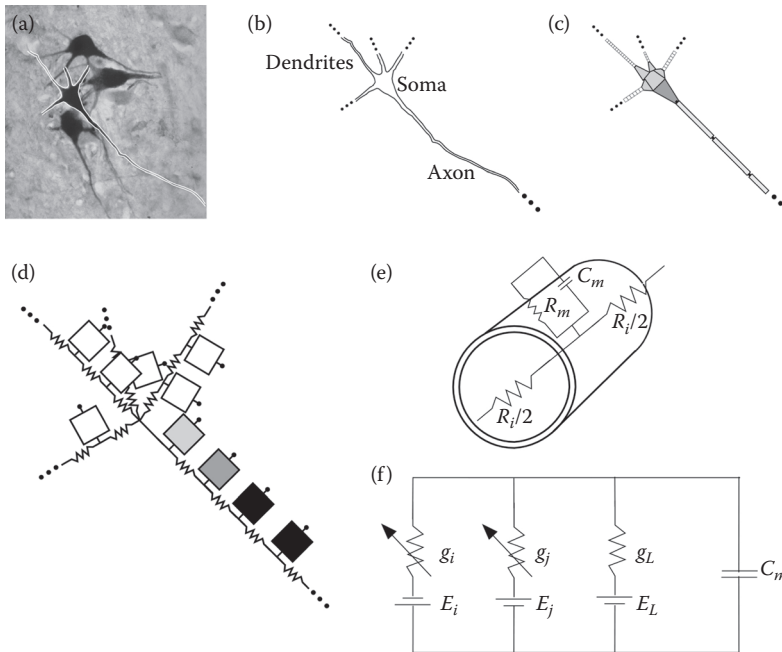 (a)
(b)
Dendrites
Soma
Axon
(c)
(d)
(e)
C_m
R_m
R_i/2
R_i/2
(f)
g_i
g_j
g_L
C_m
E_i
E_j
E_L